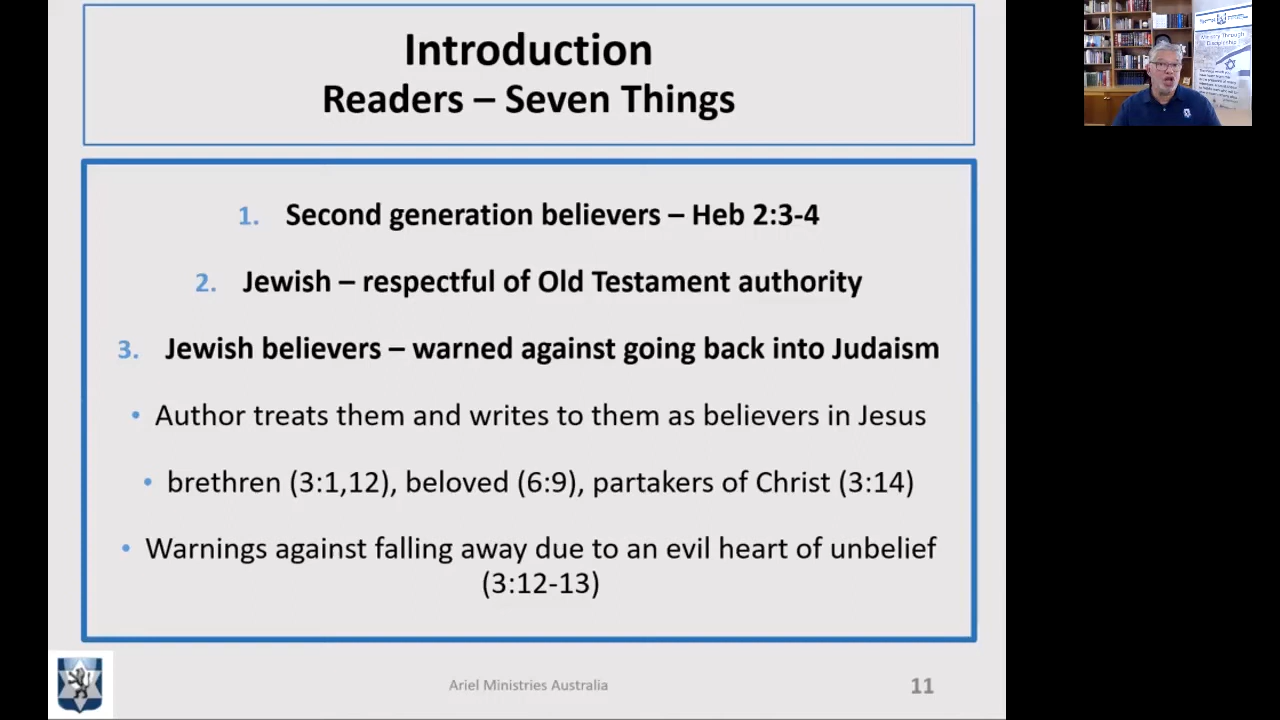 Introduction
Readers – Seven Things
1. Second generation believers – Heb 2:3-4
2. Jewish – respectful of Old Testament authority
3. Jewish believers – warned against going back into Judaism
• Author treats them and writes to them as believers in Jesus
• brethren (3:1,12), beloved (6:9), partakers of Christ (3:14)
• Warnings against falling away due to an evil heart of unbelief
(3:12-13)
Ariel Ministries Australia
11
Ministry Through
Discipleship